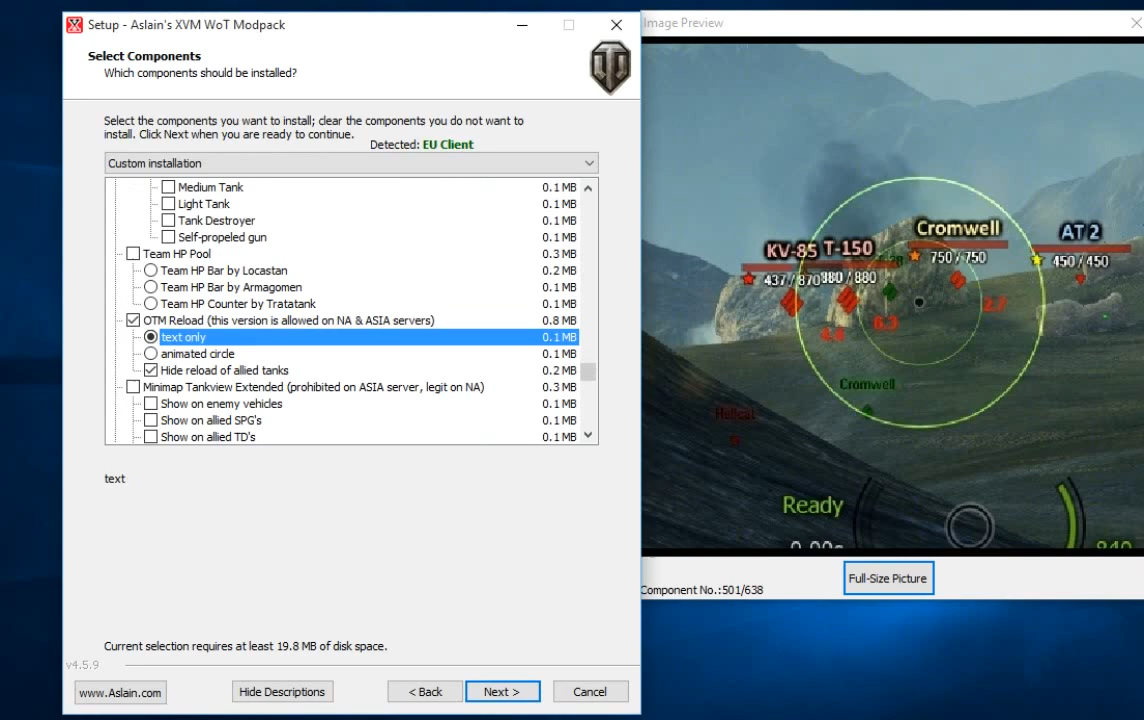 Setup - Aslain's XVM WoT Modpack
Select Components
Which components should be installed?
Select the components you want to install; clear the components you do not want to
install. Click Next when you are ready to continue.
Detected: EU Client
Custom installation
Medium Tank 0.1 MB
Light Tank 0.1 MB
Tank Destroyer 0.1 MB
Self-propeled gun 0.1 MB
Team HP Pool 0.3 MB
Team HP Bar by Locastan 0.2 MB
Team HP Bar by Armagomen 0.1 MB
Team HP Counter by Tratatank 0.1 MB
OTM Reload (this version is allowed on NA & ASIA servers) 0.8 MB
text only 0.1 MB
animated circle 0.1 MB
Hide reload of allied tanks 0.2 MB
Minimap Tankview Extended (prohibited on ASIA server, legit on NA) 0.3 MB
Show on enemy vehicles 0.1 MB
Show on allied SPG's 0.1 MB
Show on allied TD's 0.1 MB
text
Current selection requires at least 19.8 MB of disk space.
v4.5.9
www.Aslain.com
Hide Descriptions
< Back
Next >
Cancel
Image Preview
Cromwell
AT 2
KV-85 T-150
750 / 750
450 / 450
437 / 870
880 / 880
2.7
6.3
Cromwell
Hellcat
Ready
Component No.:501/638
Full-Size Picture